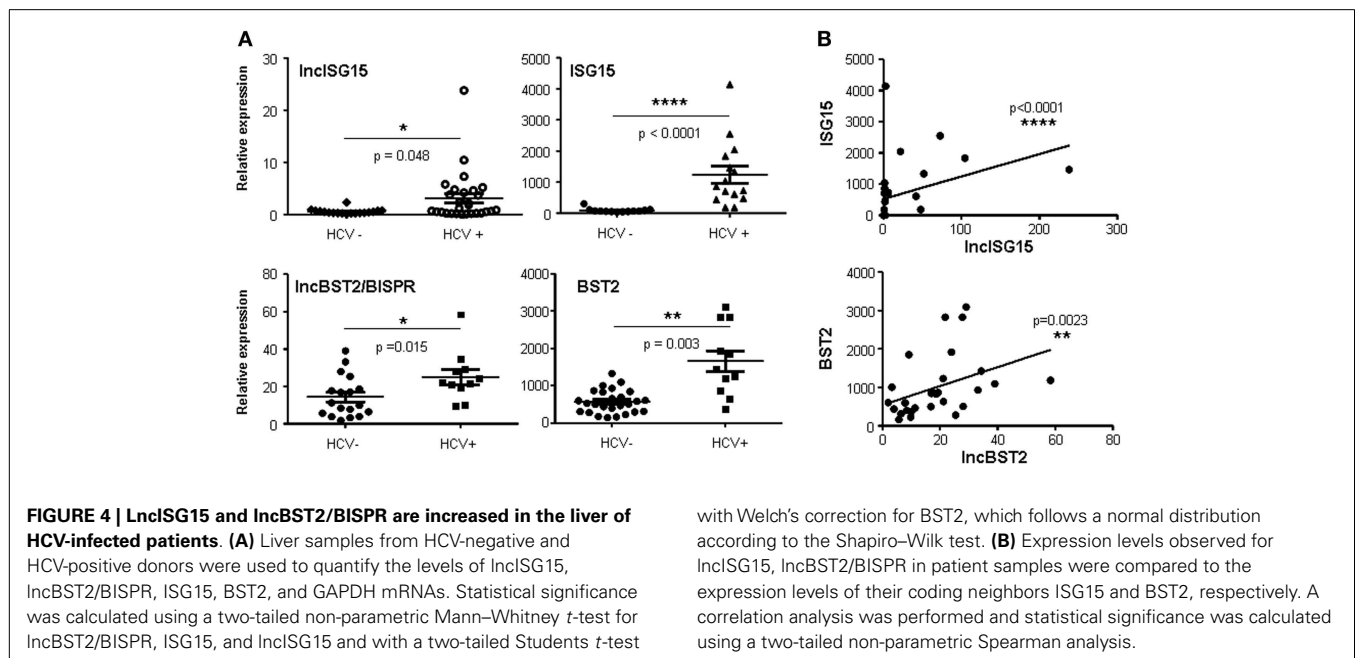 A
B
Relative expression
30
20
10
0
lncISG15
*
p = 0.048
HCV -
HCV +
5000
4000
3000
2000
1000
0
ISG15
****
p < 0.0001
HCV -
HCV +
ISG15
5000
4000
3000
2000
1000
0
p<0.0001
****
0
100
200
300
lncISG15
Relative expression
80
60
40
20
0
lncBST2/BISPR
*
p =0.015
HCV-
HCV+
4000
3000
2000
1000
0
BST2
**
p = 0.003
HCV-
HCV+
BST2
4000
3000
2000
1000
0
p=0.0023
**
0
20
40
60
80
lncBST2
FIGURE 4 | LncISG15 and lncBST2/BISPR are increased in the liver of
HCV-infected patients. (A) Liver samples from HCV-negative and
HCV-positive donors were used to quantify the levels of lncISG15,
lncBST2/BISPR, ISG15, BST2, and GAPDH mRNAs. Statistical significance
was calculated using a two-tailed non-parametric Mann–Whitney t-test for
lncBST2/BISPR, ISG15, and lncISG15 and with a two-tailed Students t-test
with Welch's correction for BST2, which follows a normal distribution
according to the Shapiro–Wilk test. (B) Expression levels observed for
lncISG15, lncBST2/BISPR in patient samples were compared to the
expression levels of their coding neighbors ISG15 and BST2, respectively. A
correlation analysis was performed and statistical significance was calculated
using a two-tailed non-parametric Spearman analysis.